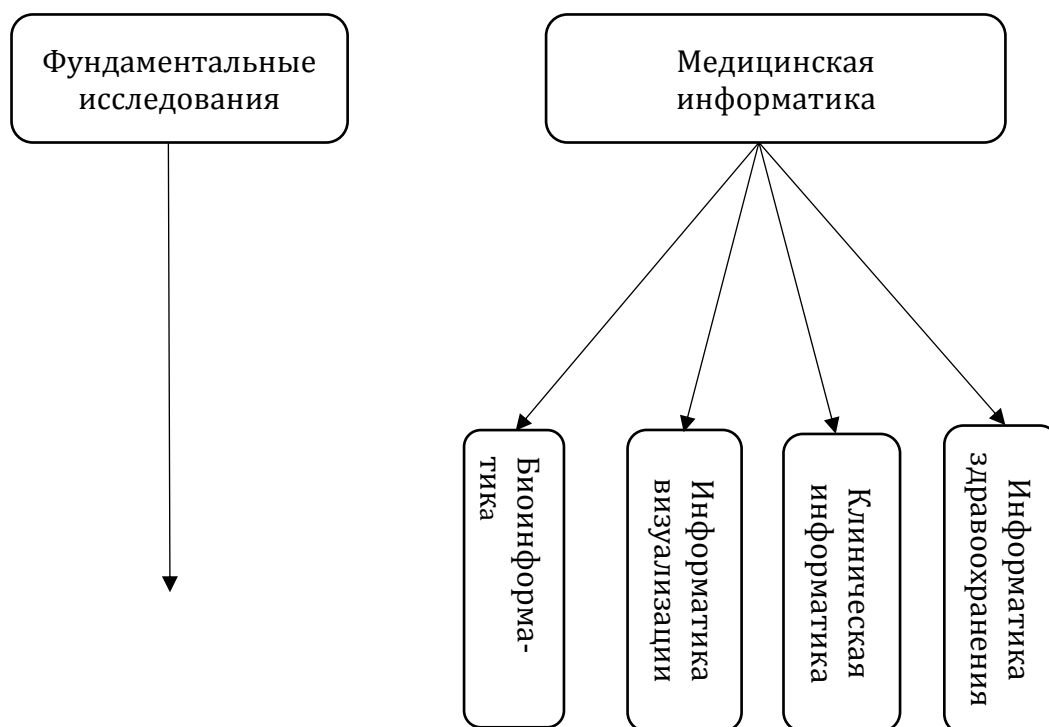 Фундаментальные
исследования
Медицинская
информатика
Биоинформа-
тика
Информатика
визуализации
Клиническая
информатика
Информатика
здравоохранения